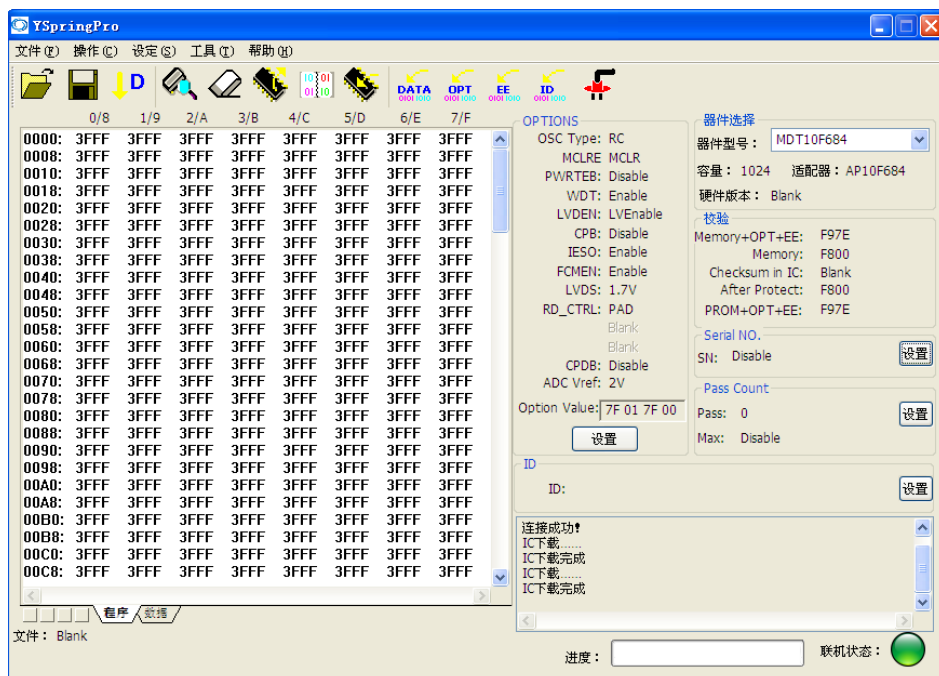 YSpringPro
文件(F) 操作(C) 设定(S) 工具(T) 帮助(H)
D DATA OPT EE ID
0/8 1/9 2/A 3/B 4/C 5/D 6/E 7/F
0000: 3FFF 3FFF 3FFF 3FFF 3FFF 3FFF 3FFF 3FFF
0008: 3FFF 3FFF 3FFF 3FFF 3FFF 3FFF 3FFF 3FFF
0010: 3FFF 3FFF 3FFF 3FFF 3FFF 3FFF 3FFF 3FFF
0018: 3FFF 3FFF 3FFF 3FFF 3FFF 3FFF 3FFF 3FFF
0020: 3FFF 3FFF 3FFF 3FFF 3FFF 3FFF 3FFF 3FFF
0028: 3FFF 3FFF 3FFF 3FFF 3FFF 3FFF 3FFF 3FFF
0030: 3FFF 3FFF 3FFF 3FFF 3FFF 3FFF 3FFF 3FFF
0038: 3FFF 3FFF 3FFF 3FFF 3FFF 3FFF 3FFF 3FFF
0040: 3FFF 3FFF 3FFF 3FFF 3FFF 3FFF 3FFF 3FFF
0048: 3FFF 3FFF 3FFF 3FFF 3FFF 3FFF 3FFF 3FFF
0050: 3FFF 3FFF 3FFF 3FFF 3FFF 3FFF 3FFF 3FFF
0058: 3FFF 3FFF 3FFF 3FFF 3FFF 3FFF 3FFF 3FFF
0060: 3FFF 3FFF 3FFF 3FFF 3FFF 3FFF 3FFF 3FFF
0068: 3FFF 3FFF 3FFF 3FFF 3FFF 3FFF 3FFF 3FFF
0070: 3FFF 3FFF 3FFF 3FFF 3FFF 3FFF 3FFF 3FFF
0078: 3FFF 3FFF 3FFF 3FFF 3FFF 3FFF 3FFF 3FFF
0080: 3FFF 3FFF 3FFF 3FFF 3FFF 3FFF 3FFF 3FFF
0088: 3FFF 3FFF 3FFF 3FFF 3FFF 3FFF 3FFF 3FFF
0090: 3FFF 3FFF 3FFF 3FFF 3FFF 3FFF 3FFF 3FFF
0098: 3FFF 3FFF 3FFF 3FFF 3FFF 3FFF 3FFF 3FFF
00A0: 3FFF 3FFF 3FFF 3FFF 3FFF 3FFF 3FFF 3FFF
00A8: 3FFF 3FFF 3FFF 3FFF 3FFF 3FFF 3FFF 3FFF
00B0: 3FFF 3FFF 3FFF 3FFF 3FFF 3FFF 3FFF 3FFF
00B8: 3FFF 3FFF 3FFF 3FFF 3FFF 3FFF 3FFF 3FFF
00C0: 3FFF 3FFF 3FFF 3FFF 3FFF 3FFF 3FFF 3FFF
00C8: 3FFF 3FFF 3FFF 3FFF 3FFF 3FFF 3FFF 3FFF
程序 数据
文件： Blank
OPTIONS
OSC Type: RC
MCLRE MCLR
PWRTEB: Disable
WDT: Enable
LVDEN: LVEnable
CPB: Disable
IESO: Enable
FCMEN: Enable
LVDS: 1.7V
RD_CTRL: PAD
Blank
Blank
CPDB: Disable
ADC Vref: 2V
Option Value: 7F 01 7F 00
设置
器件选择
器件型号： MDT10F684
容量： 1024 适配器：AP10F684
硬件版本： Blank
校验
Memory+OPT+EE: F97E
Memory: F800
Checksum in IC: Blank
After Protect: F800
PROM+OPT+EE: F97E
Serial NO.
SN: Disable 设置
Pass Count
Pass: 0 设置
Max: Disable
ID
ID: 设置
连接成功!
IC下载......
IC下载完成
IC下载......
IC下载完成
进度： 联机状态：